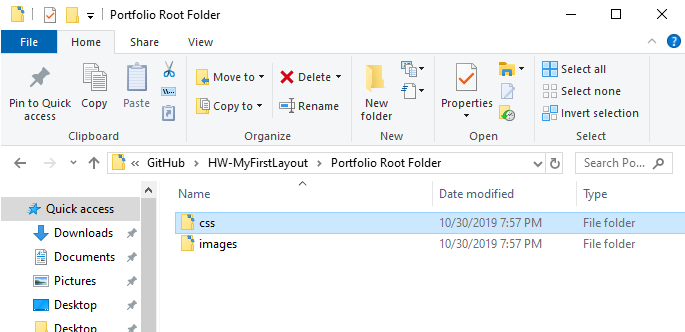 Portfolio Root Folder
File Home Share View
Pin to Quick access
Copy
Paste
Clipboard
Move to
Copy to
Delete
Rename
Organize
New folder
New
Properties
Open
Select all
Select none
Invert selection
Select
« GitHub › HW-MyFirstLayout › Portfolio Root Folder
Search Po...
Name Date modified Type
Quick access
Downloads
Documents
Pictures
Desktop
Desktop
css 10/30/2019 7:57 PM File folder
images 10/30/2019 7:57 PM File folder